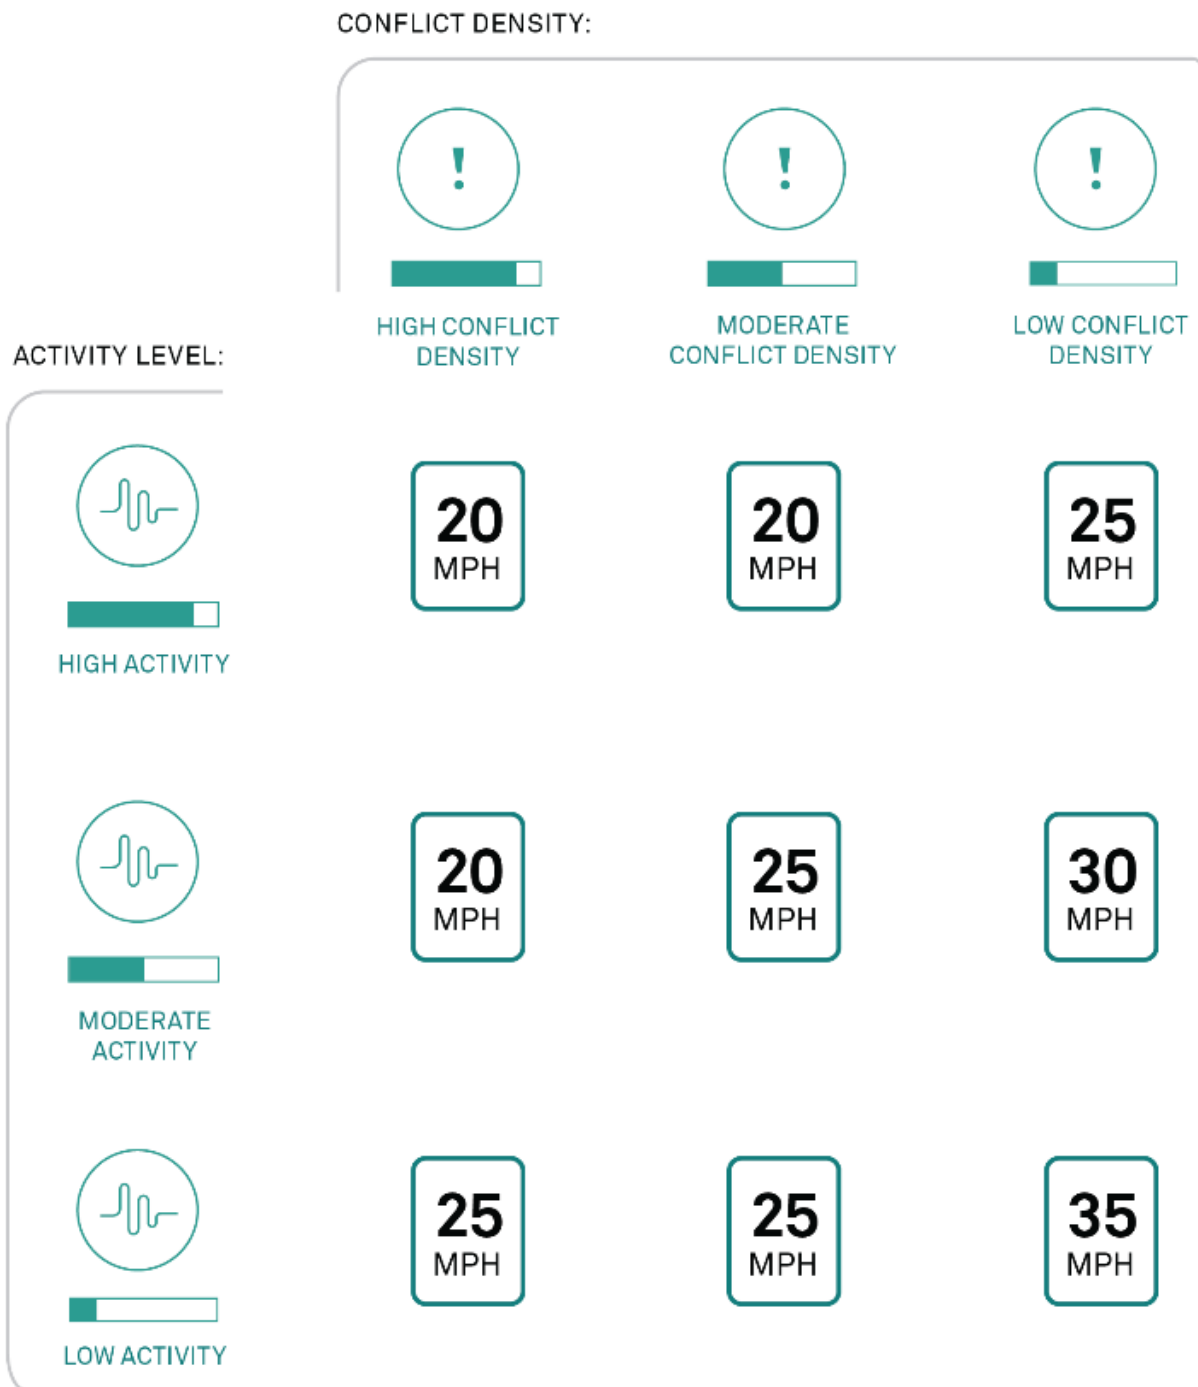 CONFLICT DENSITY:
!
!
!
HIGH CONFLICT
DENSITY
MODERATE
CONFLICT DENSITY
LOW CONFLICT
DENSITY
ACTIVITY LEVEL:
HIGH ACTIVITY
20
MPH
20
MPH
25
MPH
MODERATE
ACTIVITY
20
MPH
25
MPH
30
MPH
LOW ACTIVITY
25
MPH
25
MPH
35
MPH